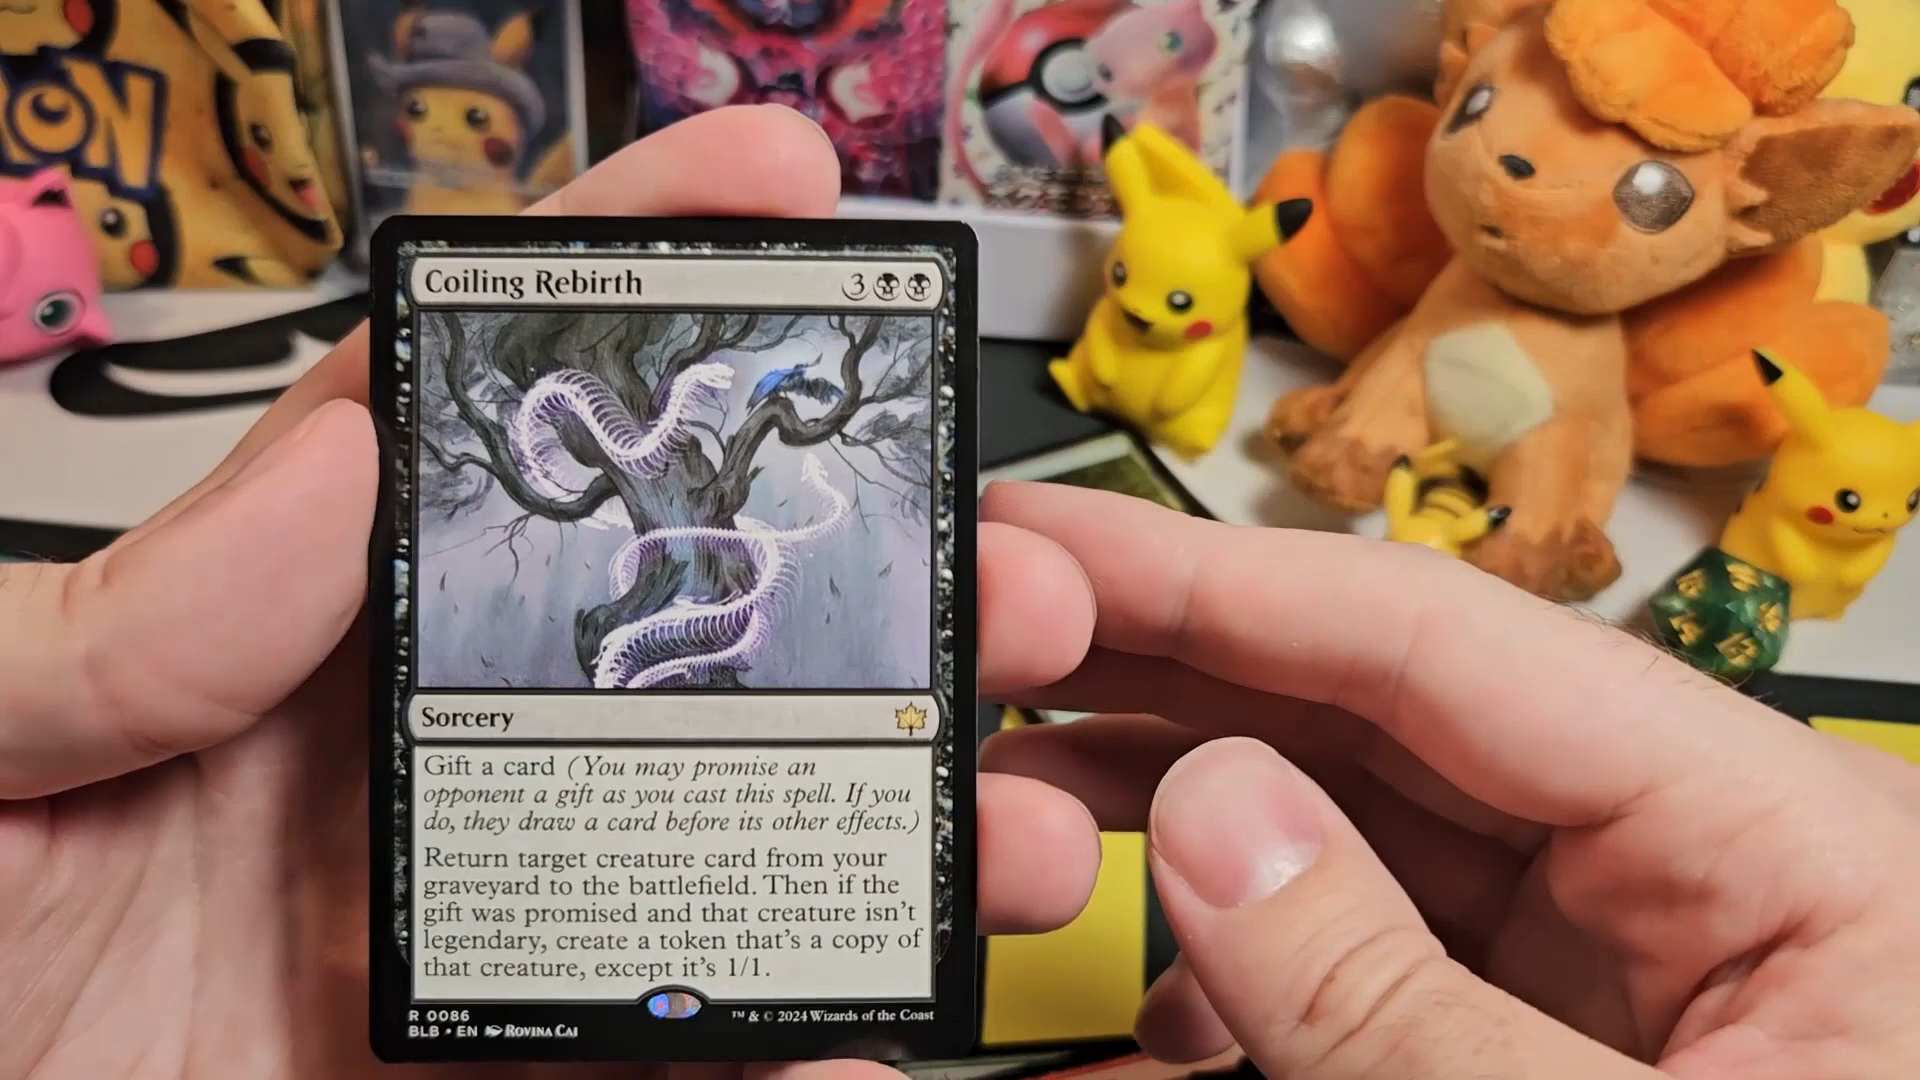 MON
Coiling Rebirth 3
Sorcery
Gift a card (You may promise an
opponent a gift as you cast this spell. If you
do, they draw a card before its other effects.)
Return target creature card from your
graveyard to the battlefield. Then if the
gift was promised and that creature isn't
legendary, create a token that's a copy of
that creature, except it's 1/1.
R 0086
BLB • EN ROVINA CAI
™ & © 2024 Wizards of the Coast